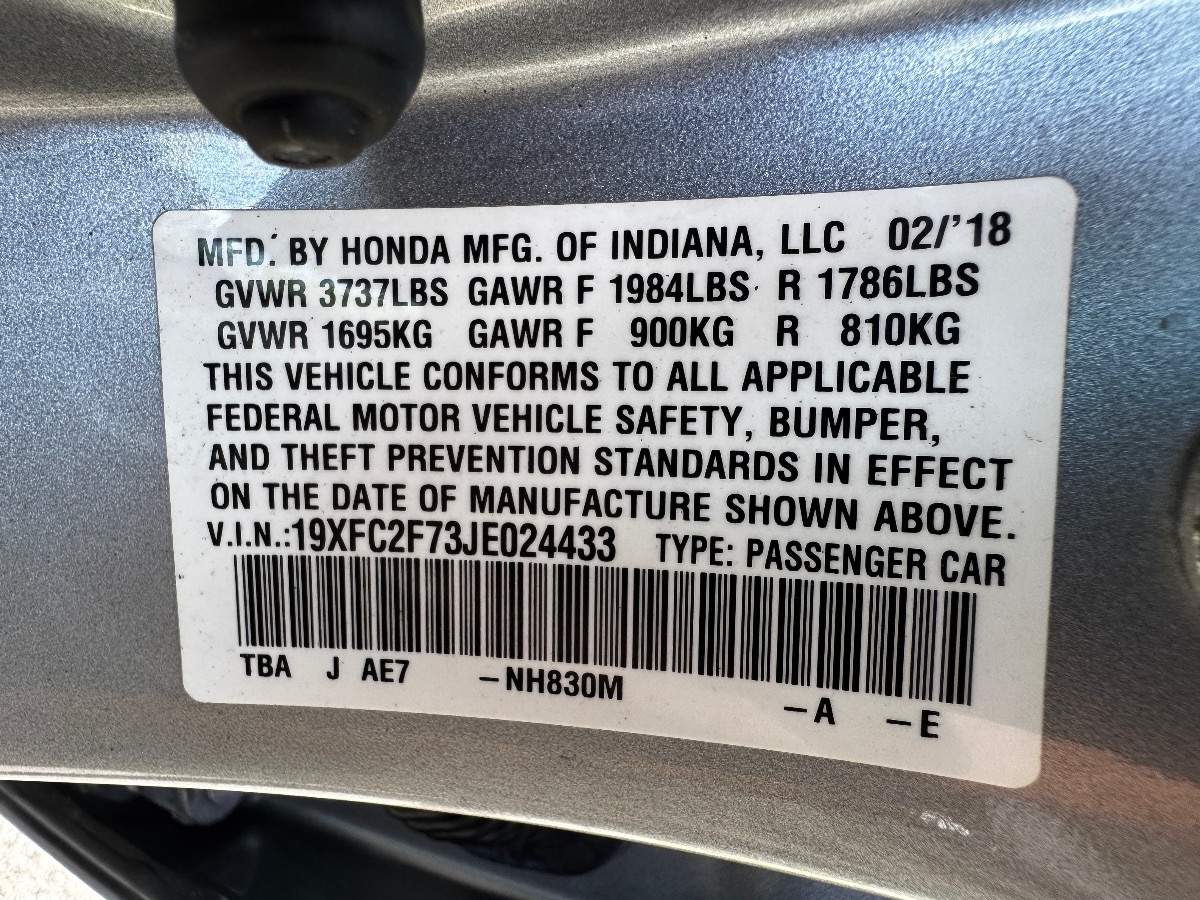 MFD. BY HONDA MFG. OF INDIANA, LLC 02/'18
GVWR 3737LBS GAWR F 1984LBS R 1786LBS
GVWR 1695KG GAWR F 900KG R 810KG
THIS VEHICLE CONFORMS TO ALL APPLICABLE
FEDERAL MOTOR VEHICLE SAFETY, BUMPER,
AND THEFT PREVENTION STANDARDS IN EFFECT
ON THE DATE OF MANUFACTURE SHOWN ABOVE.
V.I.N.:19XFC2F73JE024433 TYPE: PASSENGER CAR
TBA J AE7 –NH830M –A –E